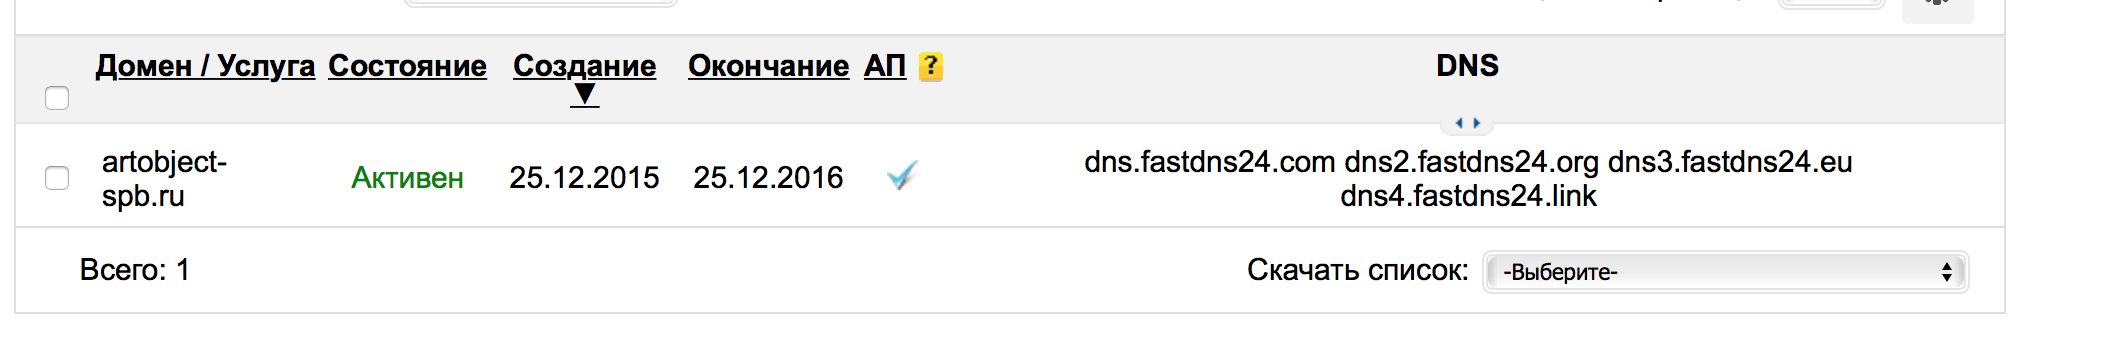 Домен / Услуга Состояние Создание Окончание АП ? DNS
▼
artobject-
spb.ru
Активен 25.12.2015 25.12.2016
dns.fastdns24.com dns2.fastdns24.org dns3.fastdns24.eu
dns4.fastdns24.link
Всего: 1 Скачать список: -Выберите-